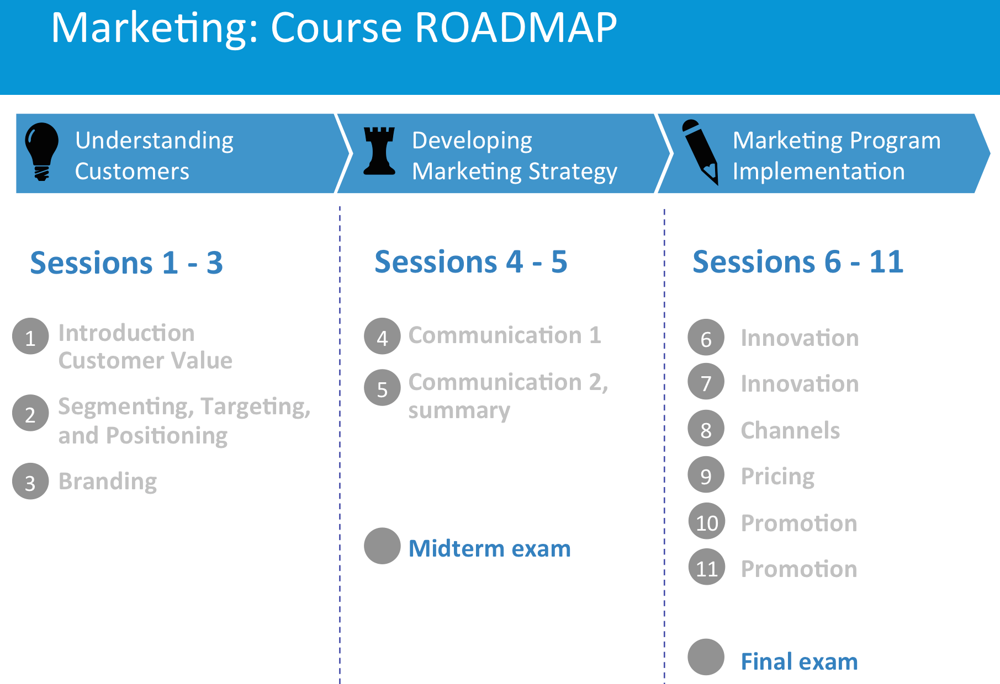 Marketing: Course ROADMAP
Understanding
Customers
Developing
Marketing Strategy
Marketing Program
Implementation
Sessions 1 - 3
1 Introduction
Customer Value
2 Segmenting, Targeting,
and Positioning
3 Branding
Sessions 4 - 5
4 Communication 1
5 Communication 2,
summary
Midterm exam
Sessions 6 - 11
6 Innovation
7 Innovation
8 Channels
9 Pricing
10 Promotion
11 Promotion
Final exam